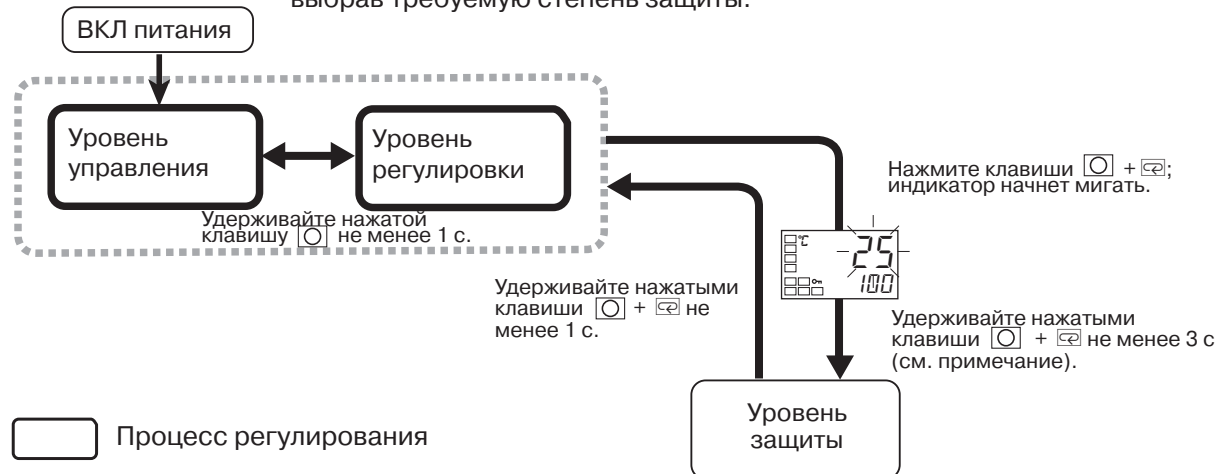 выбрав требуемую степень защиты.
ВКЛ питания
Уровень
управления
Уровень
регулировки
Удерживайте нажатой
клавишу не менее 1 с.
Нажмите клавиши + ;
индикатор начнет мигать.
°C
25
100
Удерживайте нажатыми
клавиши + не
менее 1 с.
Удерживайте нажатыми
клавиши + не менее 3 с
(см. примечание).
Уровень
защиты
Процесс регулирования